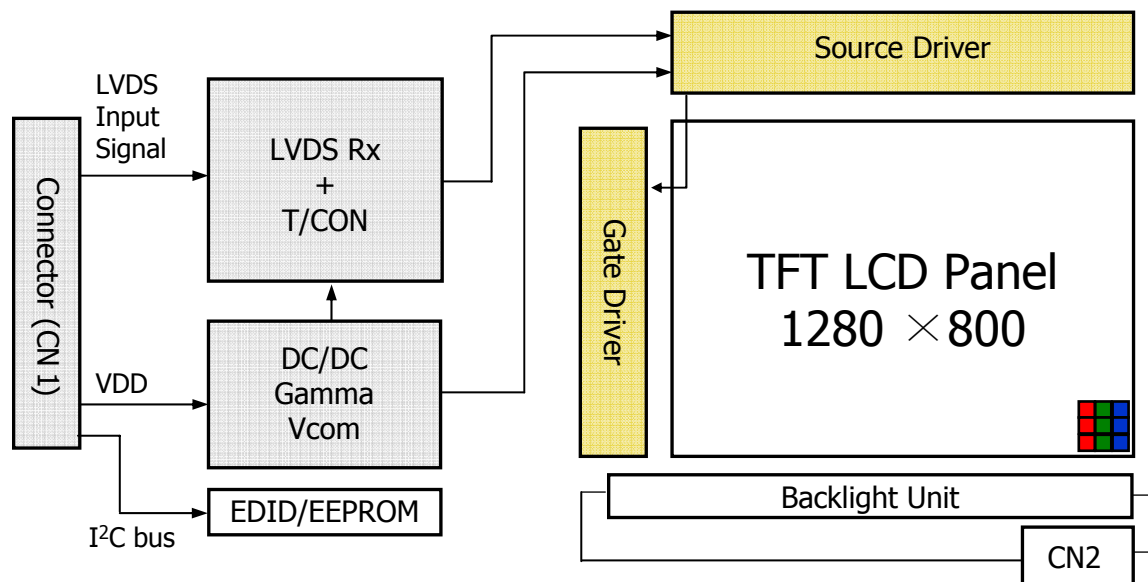 Source Driver
LVDS
Input
Signal
LVDS Rx
+
T/CON
Connector (CN 1)
Gate Driver
TFT LCD Panel
1280 ×800
VDD
DC/DC
Gamma
Vcom
EDID/EEPROM
I²C bus
Backlight Unit
CN2